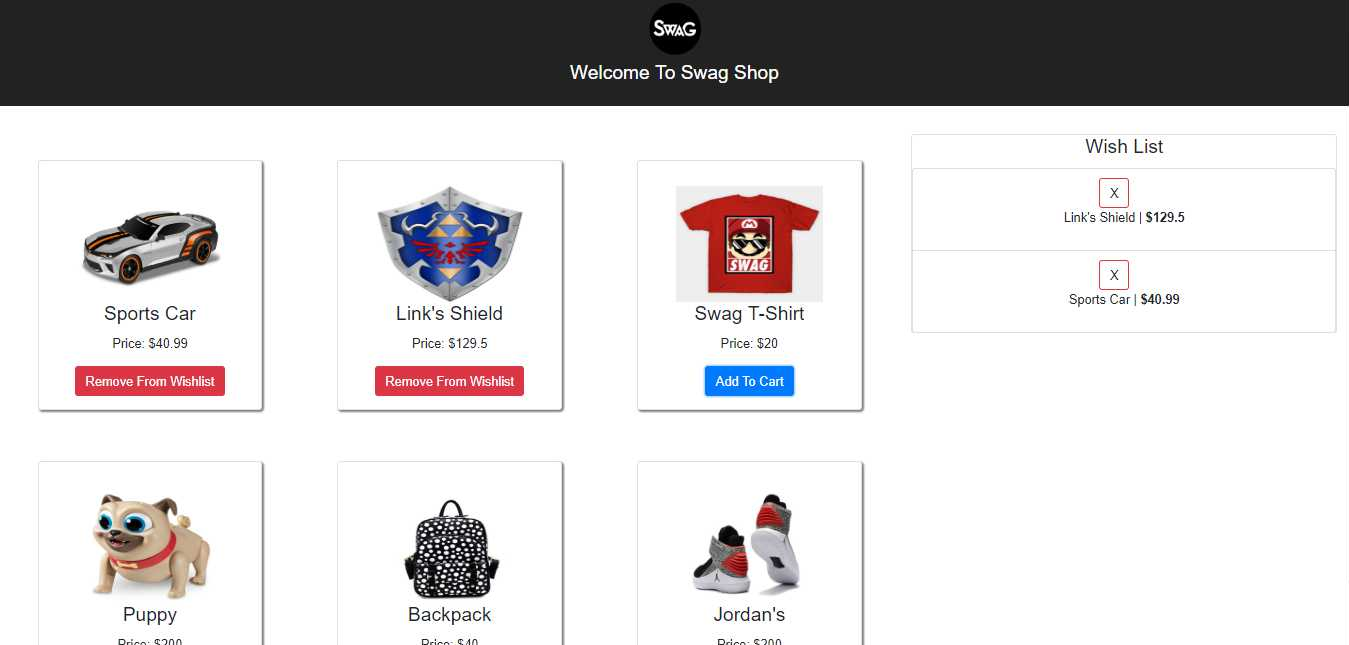 SWAG
Welcome To Swag Shop
Sports Car
Price: $40.99
Remove From Wishlist
Link's Shield
Price: $129.5
Remove From Wishlist
SWAG
Swag T-Shirt
Price: $20
Add To Cart
Puppy
Price: $200
Backpack
Price: $40
Jordan's
Price: $200
Wish List
X
Link's Shield | $129.5
X
Sports Car | $40.99